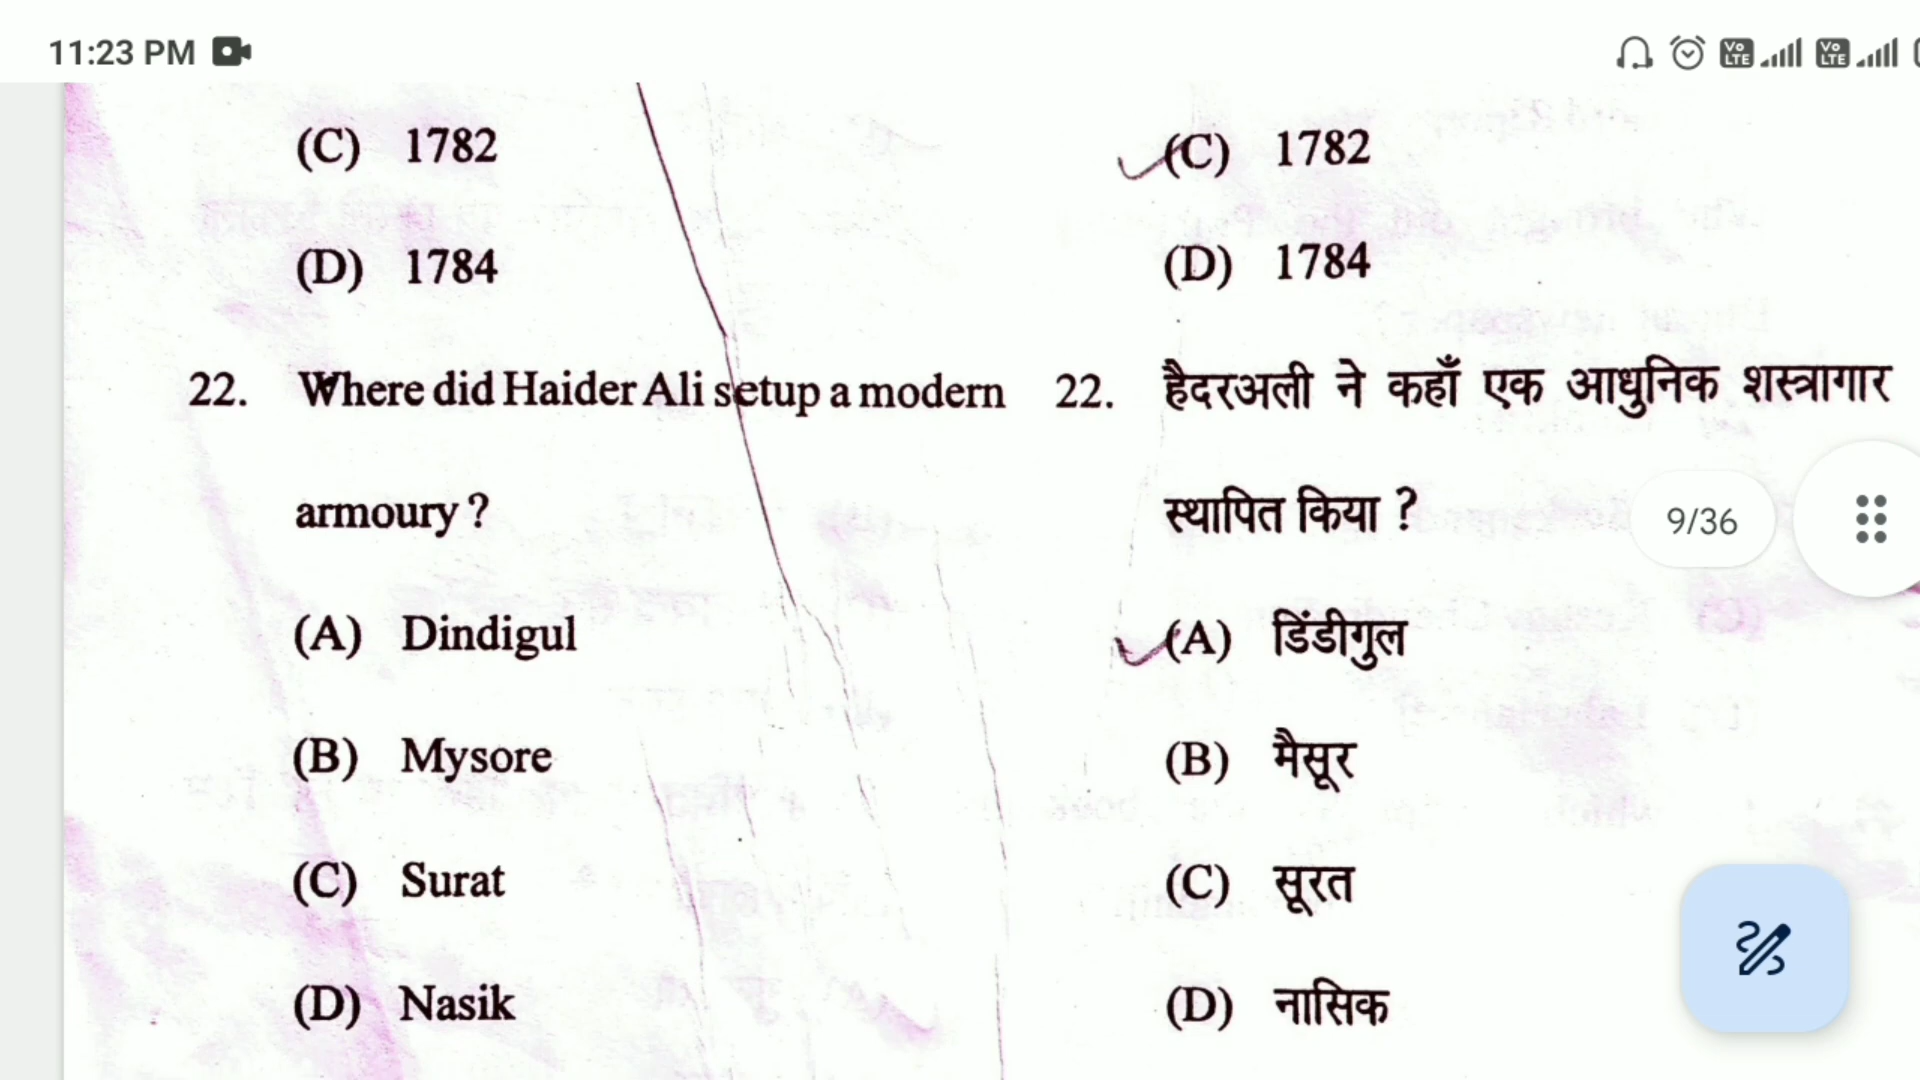 11:23 PM
(C) 1782
(D) 1784
22. Where did Haider Ali setup a modern
armoury ?
(A) Dindigul
(B) Mysore
(C) Surat
(D) Nasik
(C) 1782
(D) 1784
22. हैदरअली ने कहाँ एक आधुनिक शस्त्रागार
स्थापित किया ?
(A) डिंडीगुल
(B) मैसूर
(C) सूरत
(D) नासिक
9/36